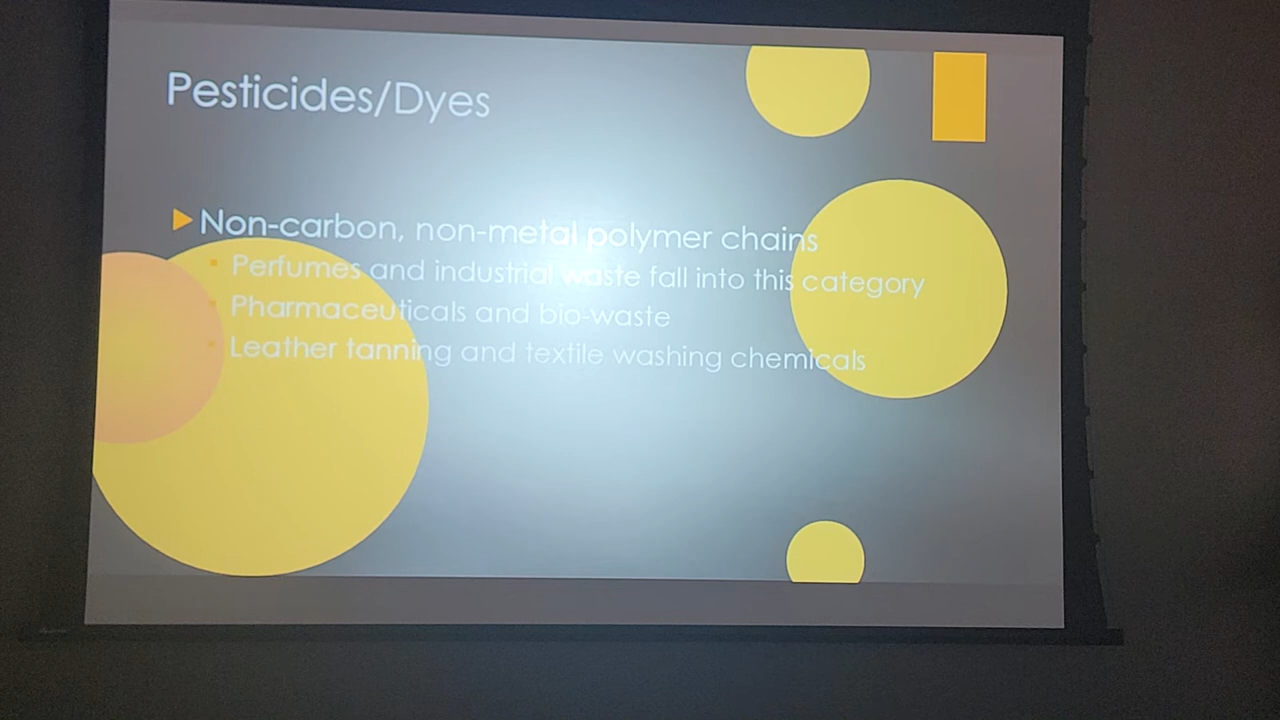 Pesticides/Dyes
Non-carbon, non-metal polymer chains
Perfumes and industrial waste fall into this category
Pharmaceuticals and bio-waste
Leather tanning and textile washing chemicals